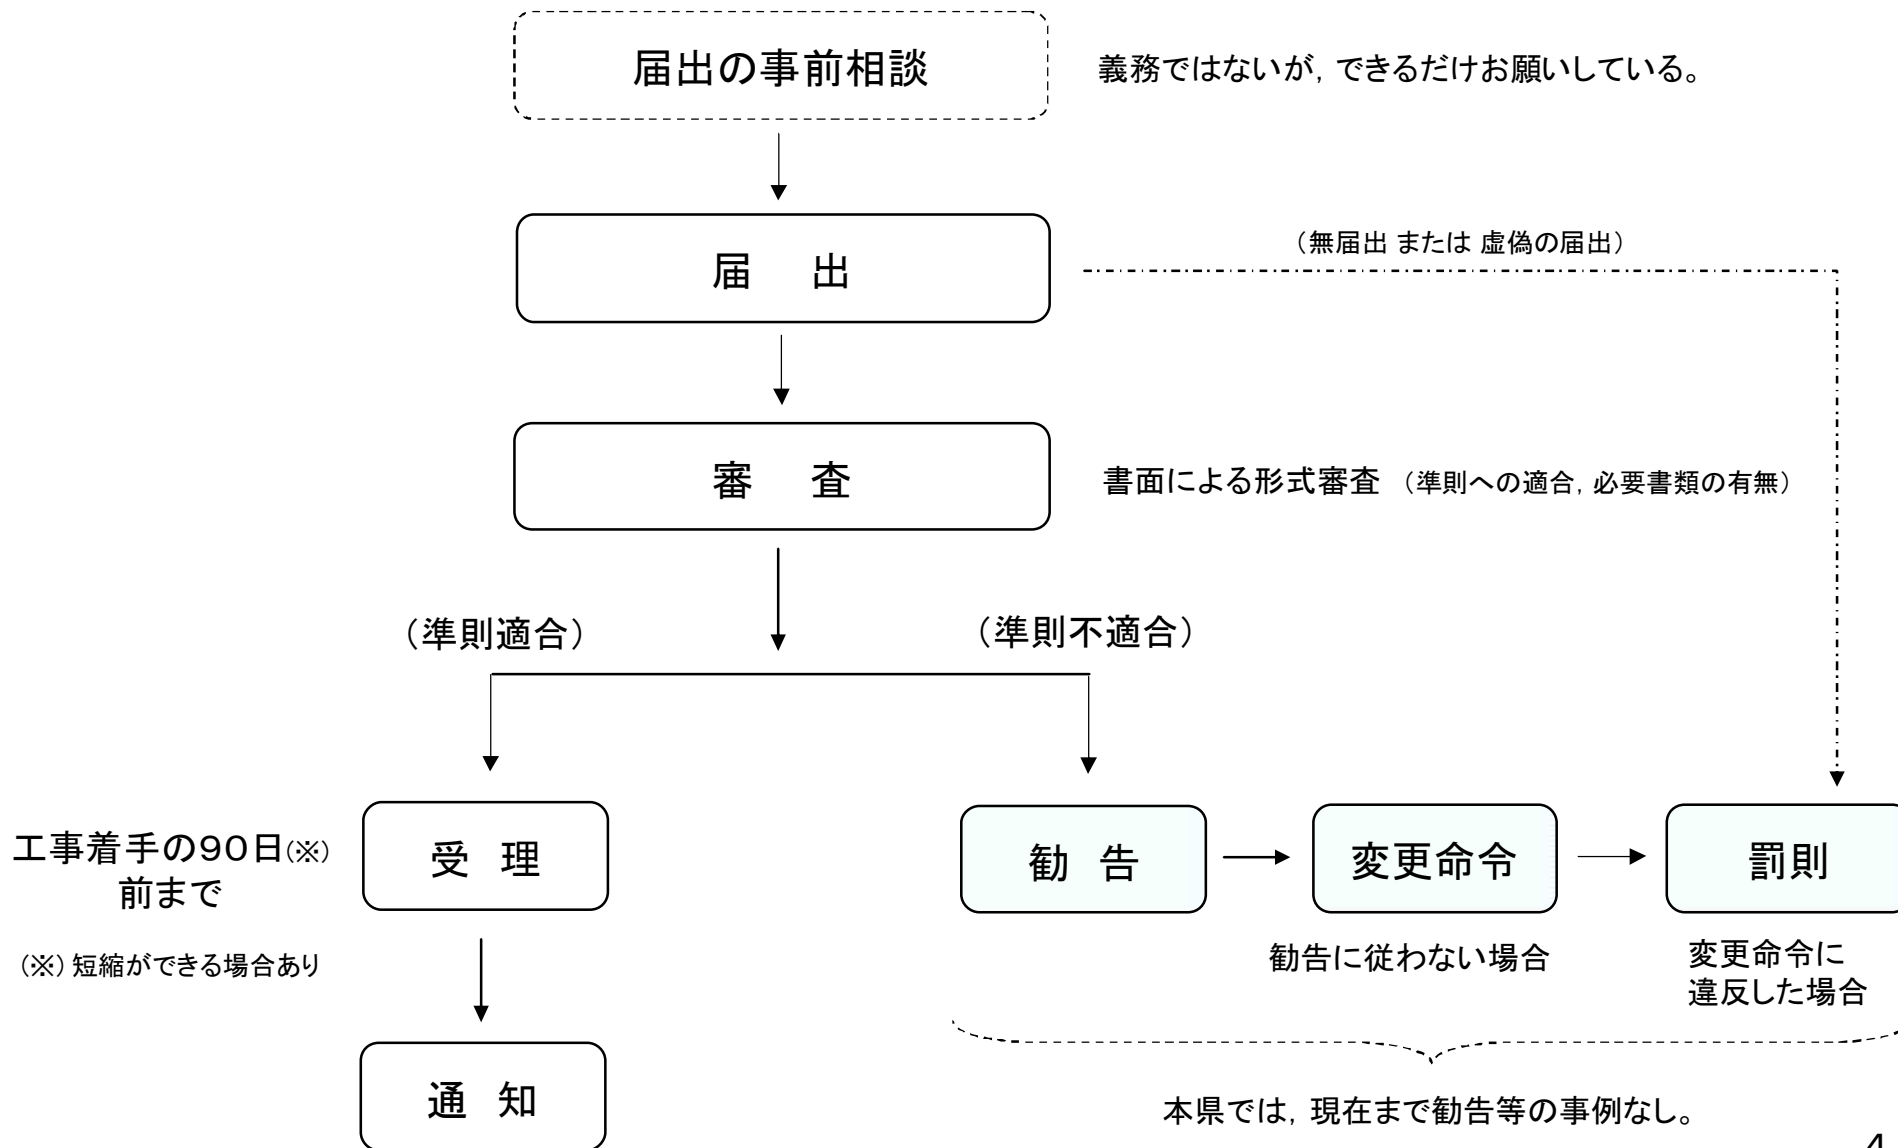 届出の事前相談
義務ではないが，できるだけお願いしている。
（無届出 または 虚偽の届出）
届　出
審　査
書面による形式審査 （準則への適合，必要書類の有無）
（準則適合）
（準則不適合）
工事着手の９０日(※)
前まで
(※) 短縮ができる場合あり
受　理
勧　告
変更命令
罰則
勧告に従わない場合
変更命令に
違反した場合
通　知
本県では，現在まで勧告等の事例なし。
4